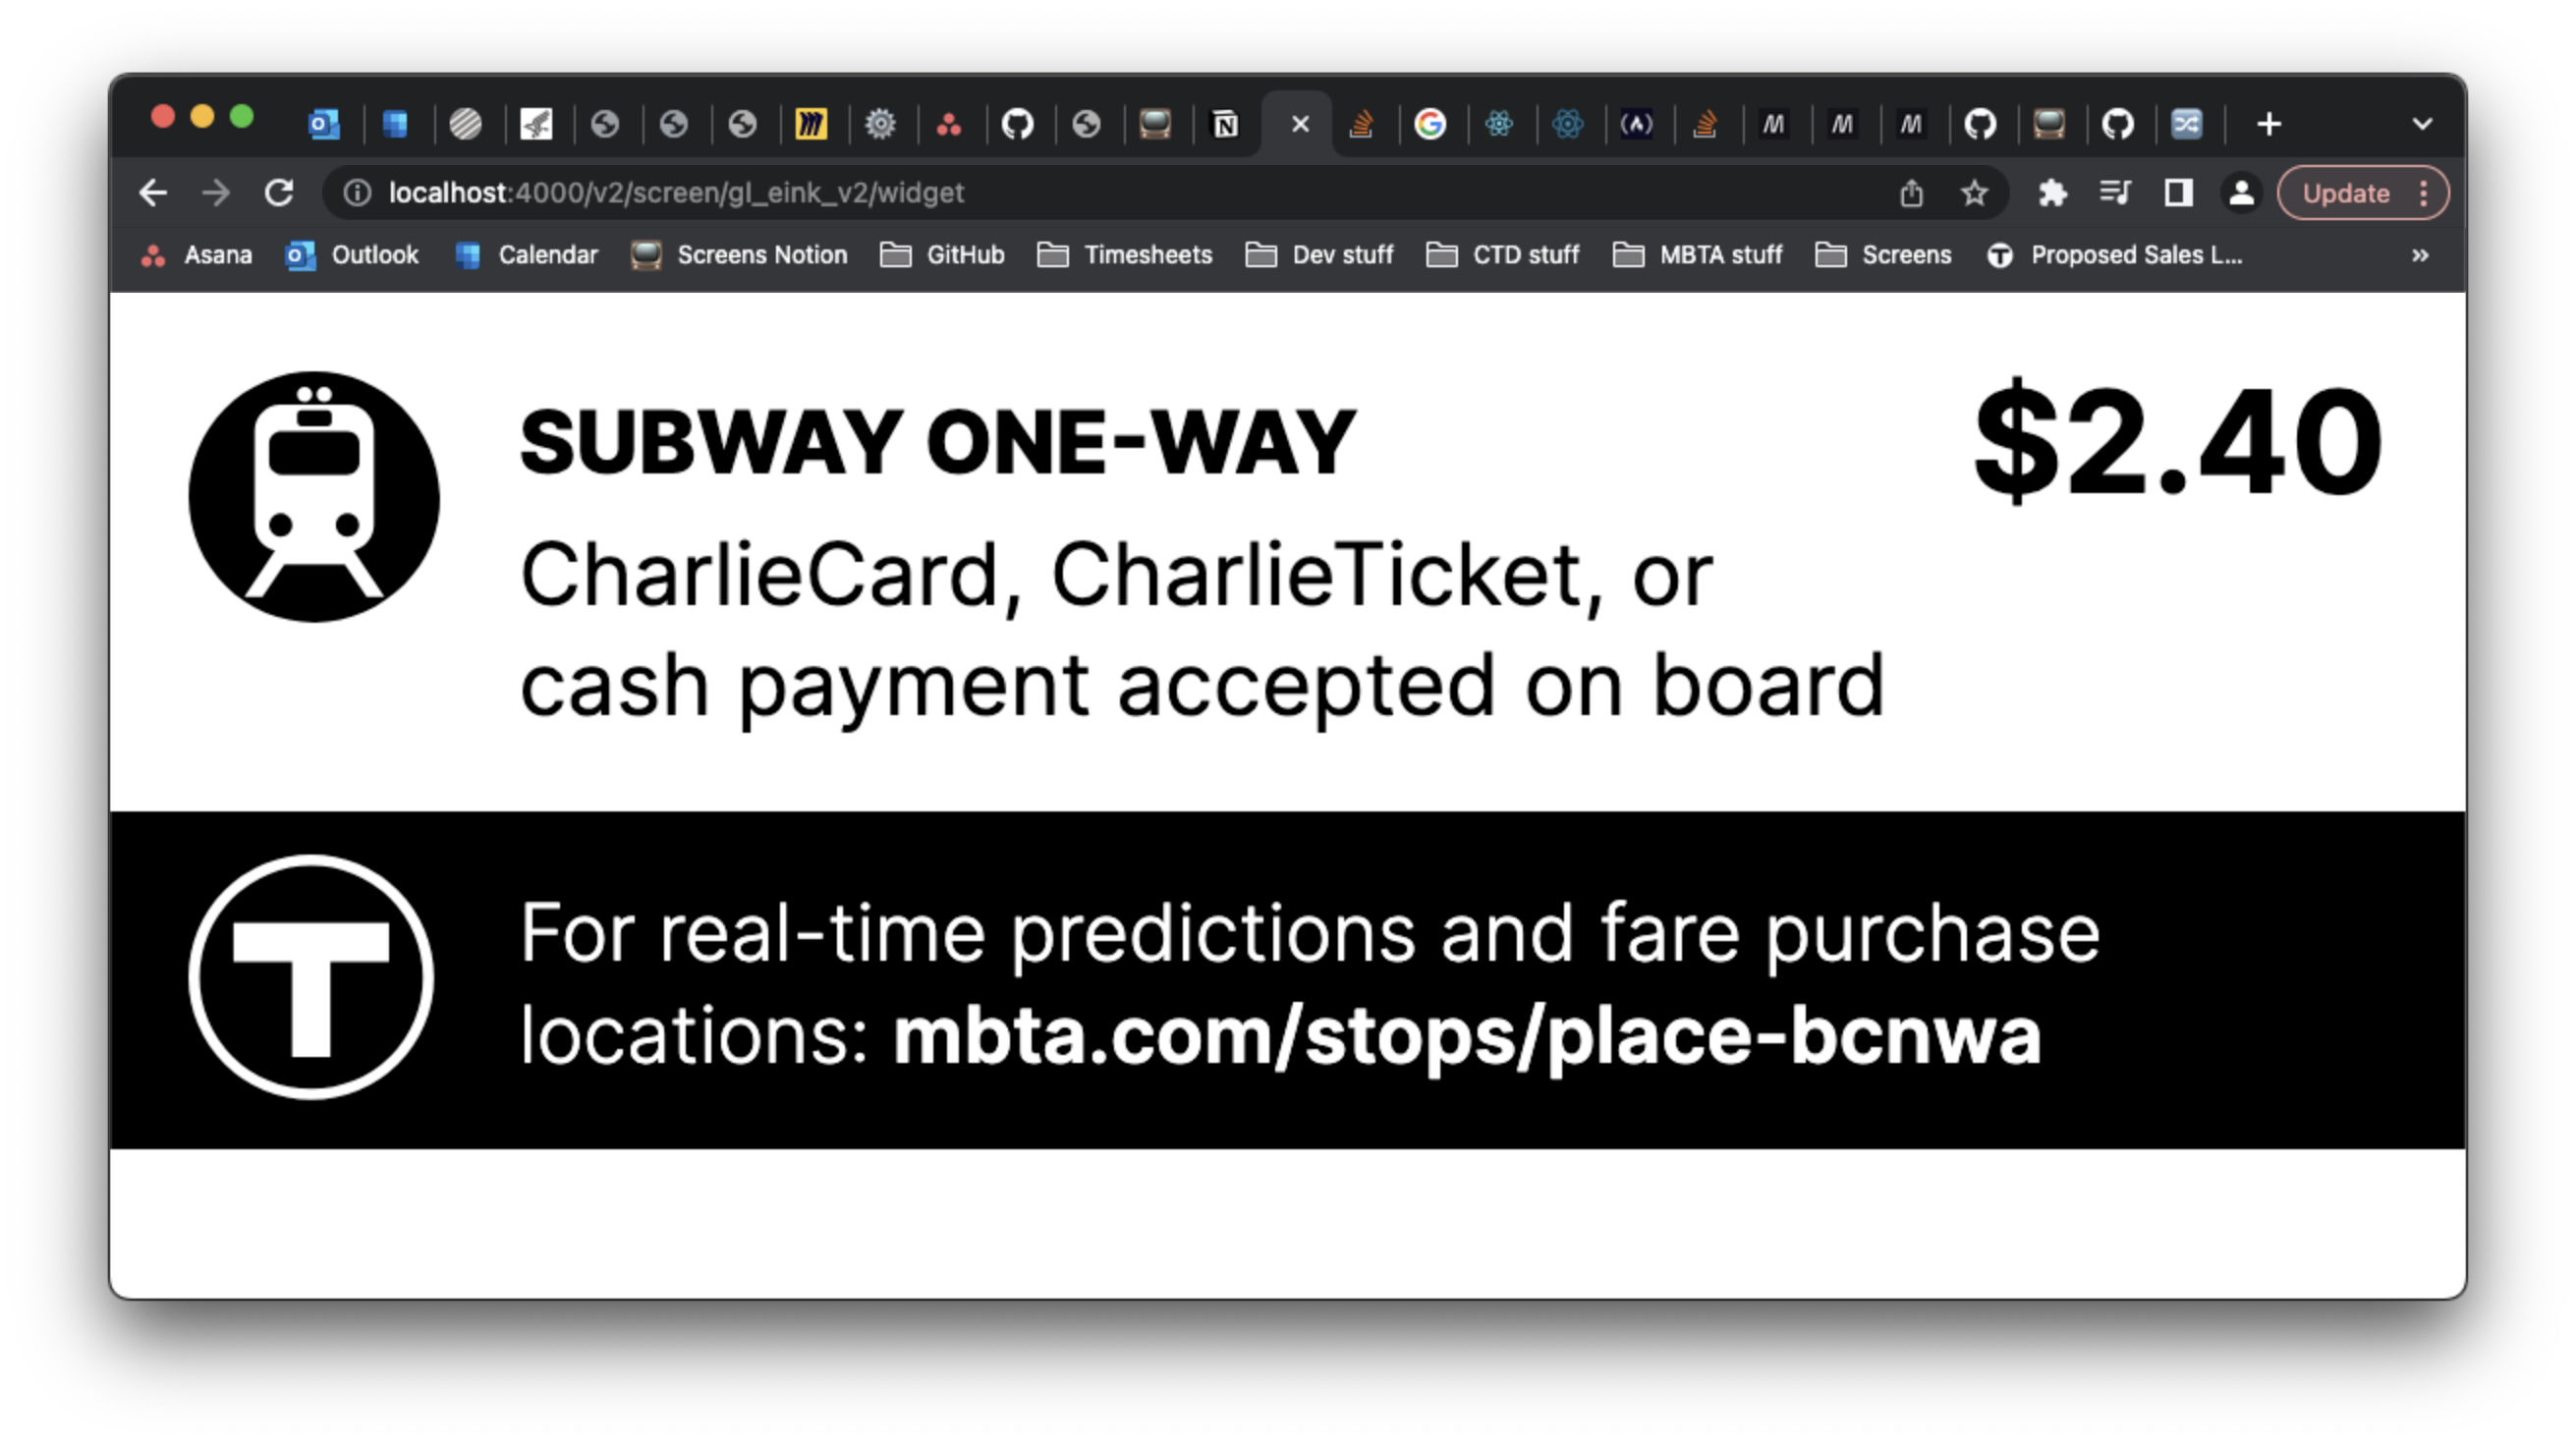 localhost:4000/v2/screen/gl_eink_v2/widget
Update
Asana
Outlook
Calendar
Screens Notion
GitHub
Timesheets
Dev stuff
CTD stuff
MBTA stuff
Screens
Proposed Sales L...
»
SUBWAY ONE-WAY
$2.40
CharlieCard, CharlieTicket, or
cash payment accepted on board
T
For real-time predictions and fare purchase
locations: mbta.com/stops/place-bcnwa